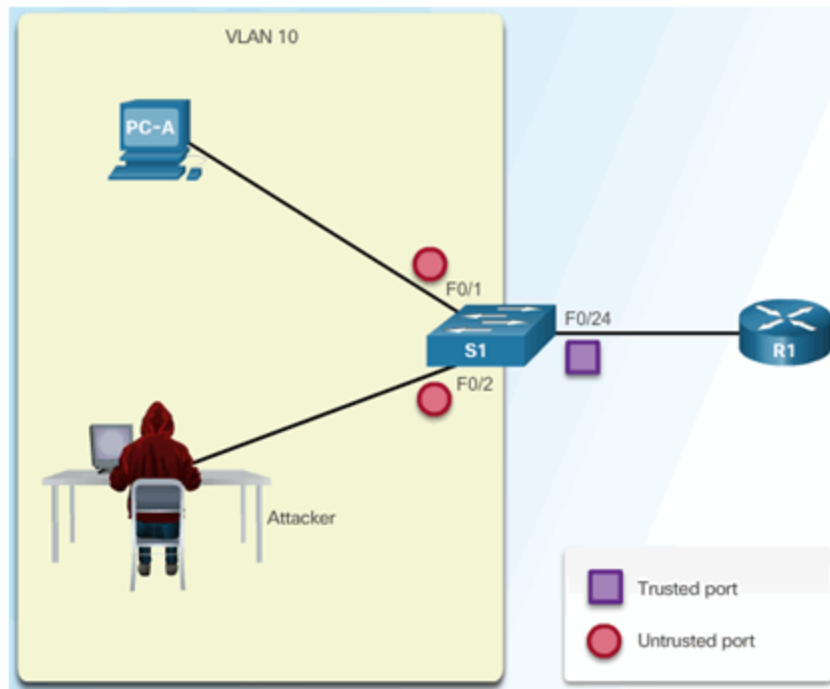 VLAN 10
PC-A
F0/1
F0/24
S1
R1
F0/2
Attacker
Trusted port
Untrusted port